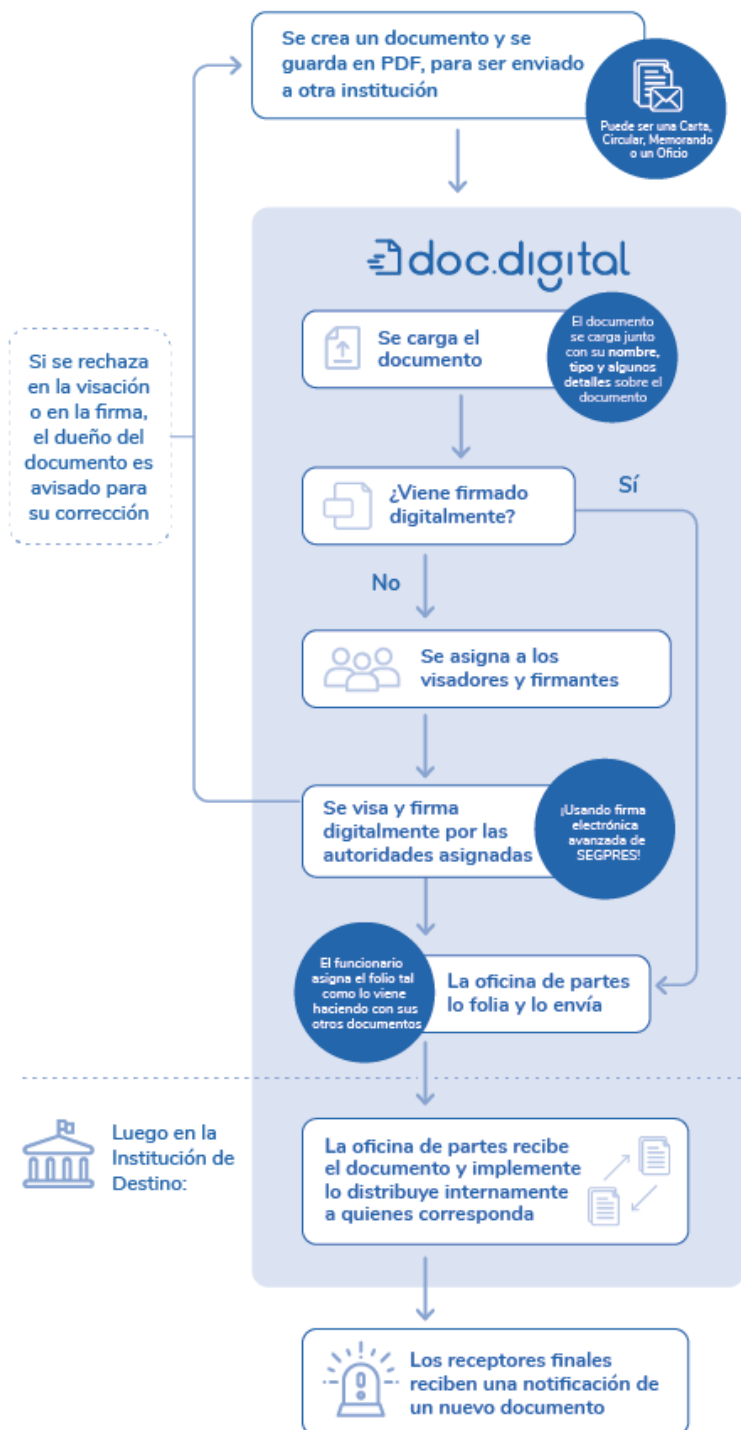 Se crea un documento y se
guarda en PDF, para ser enviado
a otra institución
Puede ser una Carta,
Circular, Memorando
o un Oficio
doc.digital
Se carga el
documento
El documento
se carga junto
con su nombre,
tipo y algunos
detalles sobre el
documento
Si se rechaza
en la visación
o en la firma,
el dueño del
documento es
avisado para
su corrección
¿Viene firmado
digitalmente?
Sí
No
Se asigna a los
visadores y firmantes
Se visa y firma
digitalmente por las
autoridades asignadas
¡Usando firma
electrónica
avanzada de
SEGPRES!
El funcionario
asigna el folio tal
como lo viene
haciendo con sus
otros documentos
La oficina de partes
lo folia y lo envía
Luego en la
Institución de
Destino:
La oficina de partes recibe
el documento y implemente
lo distribuye internamente
a quienes corresponda
Los receptores finales
reciben una notificación de
un nuevo documento